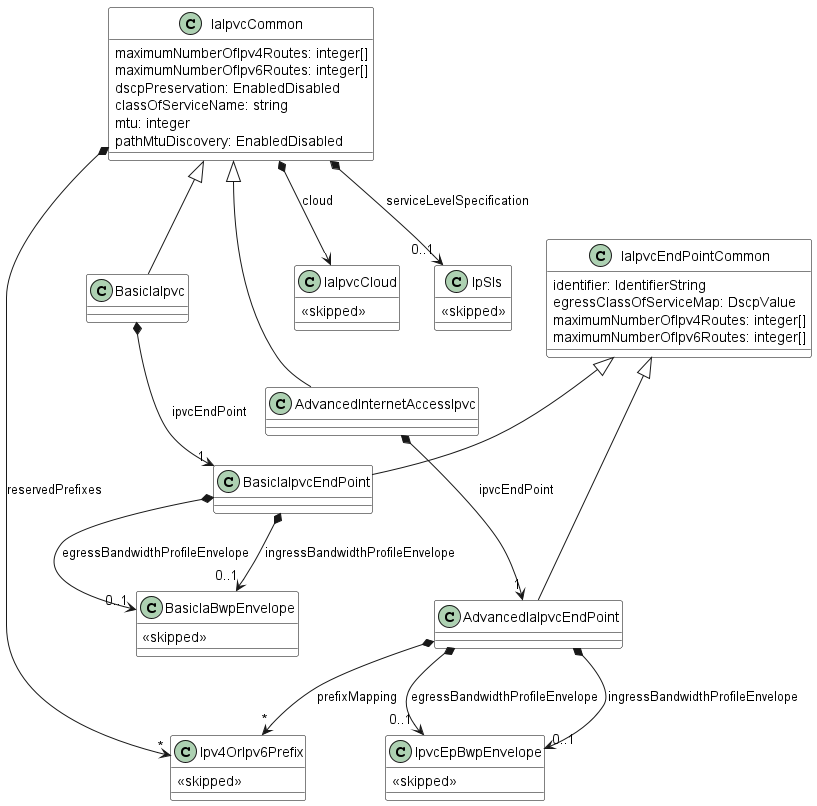 C IaIpvcCommon
maximumNumberOfIpv4Routes: integer[]
maximumNumberOfIpv6Routes: integer[]
dscpPreservation: EnabledDisabled
classOfServiceName: string
mtu: integer
pathMtuDiscovery: EnabledDisabled
cloud
serviceLevelSpecification
0..1
C IaIpvcEndPointCommon
identifier: IdentifierString
egressClassOfServiceMap: DscpValue
maximumNumberOfIpv4Routes: integer[]
maximumNumberOfIpv6Routes: integer[]
C BasicIaIpvc
C IaIpvcCloud
«skipped»
C IpSls
«skipped»
C AdvancedInternetAccessIpvc
ipvcEndPoint
1
C BasicIaIpvcEndPoint
reservedPrefixes
ipvcEndPoint
1
egressBandwidthProfileEnvelope
ingressBandwidthProfileEnvelope
0..1
0..1
C BasicIaBwpEnvelope
«skipped»
C AdvancedIaIpvcEndPoint
prefixMapping
egressBandwidthProfileEnvelope
ingressBandwidthProfileEnvelope
*
*
0..1
0..1
C Ipv4OrIpv6Prefix
«skipped»
C IpvcEpBwpEnvelope
«skipped»